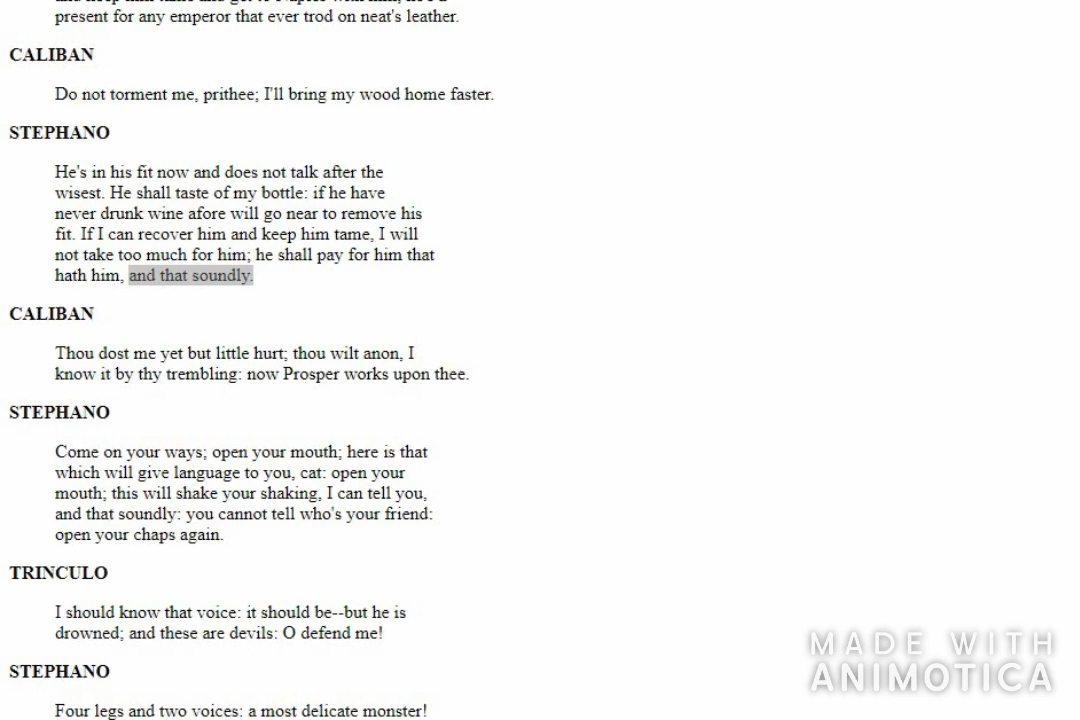 present for any emperor that ever trod on neat's leather.
CALIBAN
Do not torment me, prithee; I'll bring my wood home faster.
STEPHANO
He's in his fit now and does not talk after the
wisest. He shall taste of my bottle: if he have
never drunk wine afore will go near to remove his
fit. If I can recover him and keep him tame, I will
not take too much for him; he shall pay for him that
hath him, and that soundly.
CALIBAN
Thou dost me yet but little hurt; thou wilt anon, I
know it by thy trembling: now Prosper works upon thee.
STEPHANO
Come on your ways; open your mouth; here is that
which will give language to you, cat: open your
mouth; this will shake your shaking, I can tell you,
and that soundly: you cannot tell who's your friend:
open your chaps again.
TRINCULO
I should know that voice: it should be--but he is
drowned; and these are devils: O defend me!
STEPHANO
Four legs and two voices: a most delicate monster!
MADE WITH
ANIMOTICA